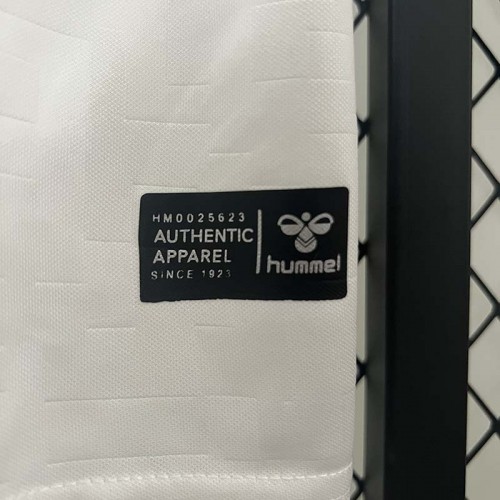 HM0025623
AUTHENTIC
APPAREL
SINCE 1923
hummel